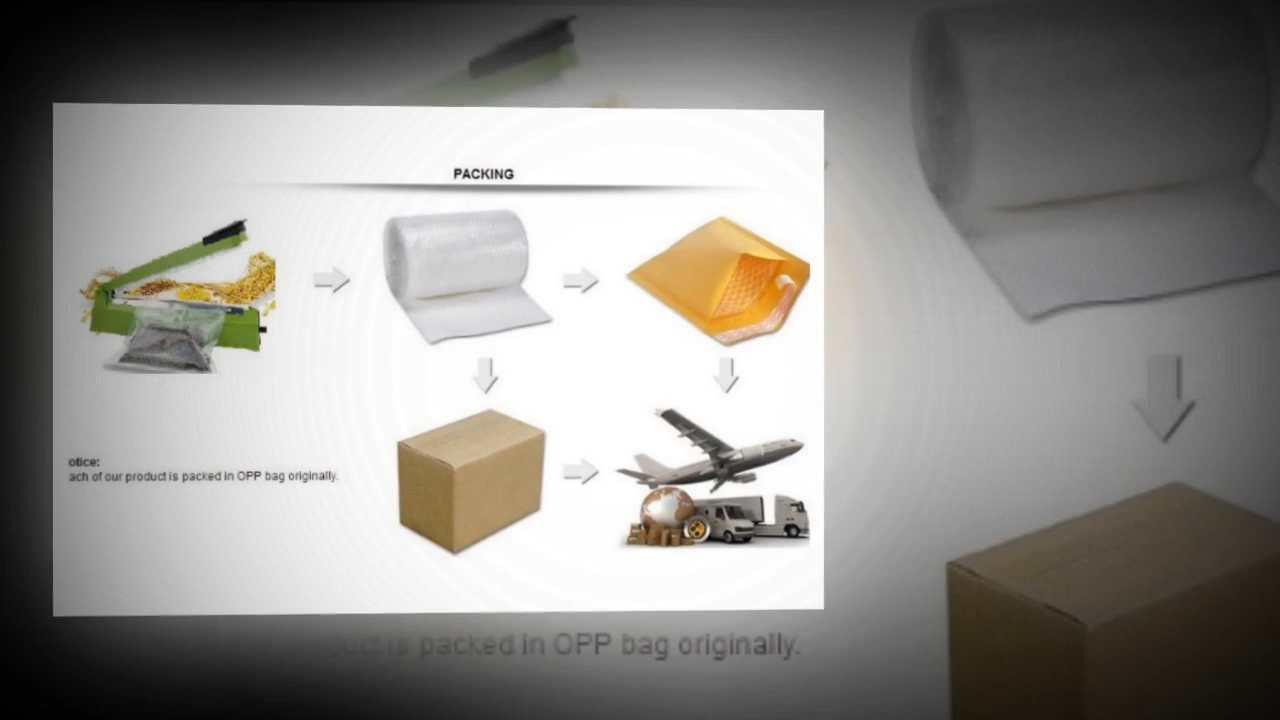 PACKING
otice:
ach of our product is packed in OPP bag originally.
is packed in OPP bag originally.